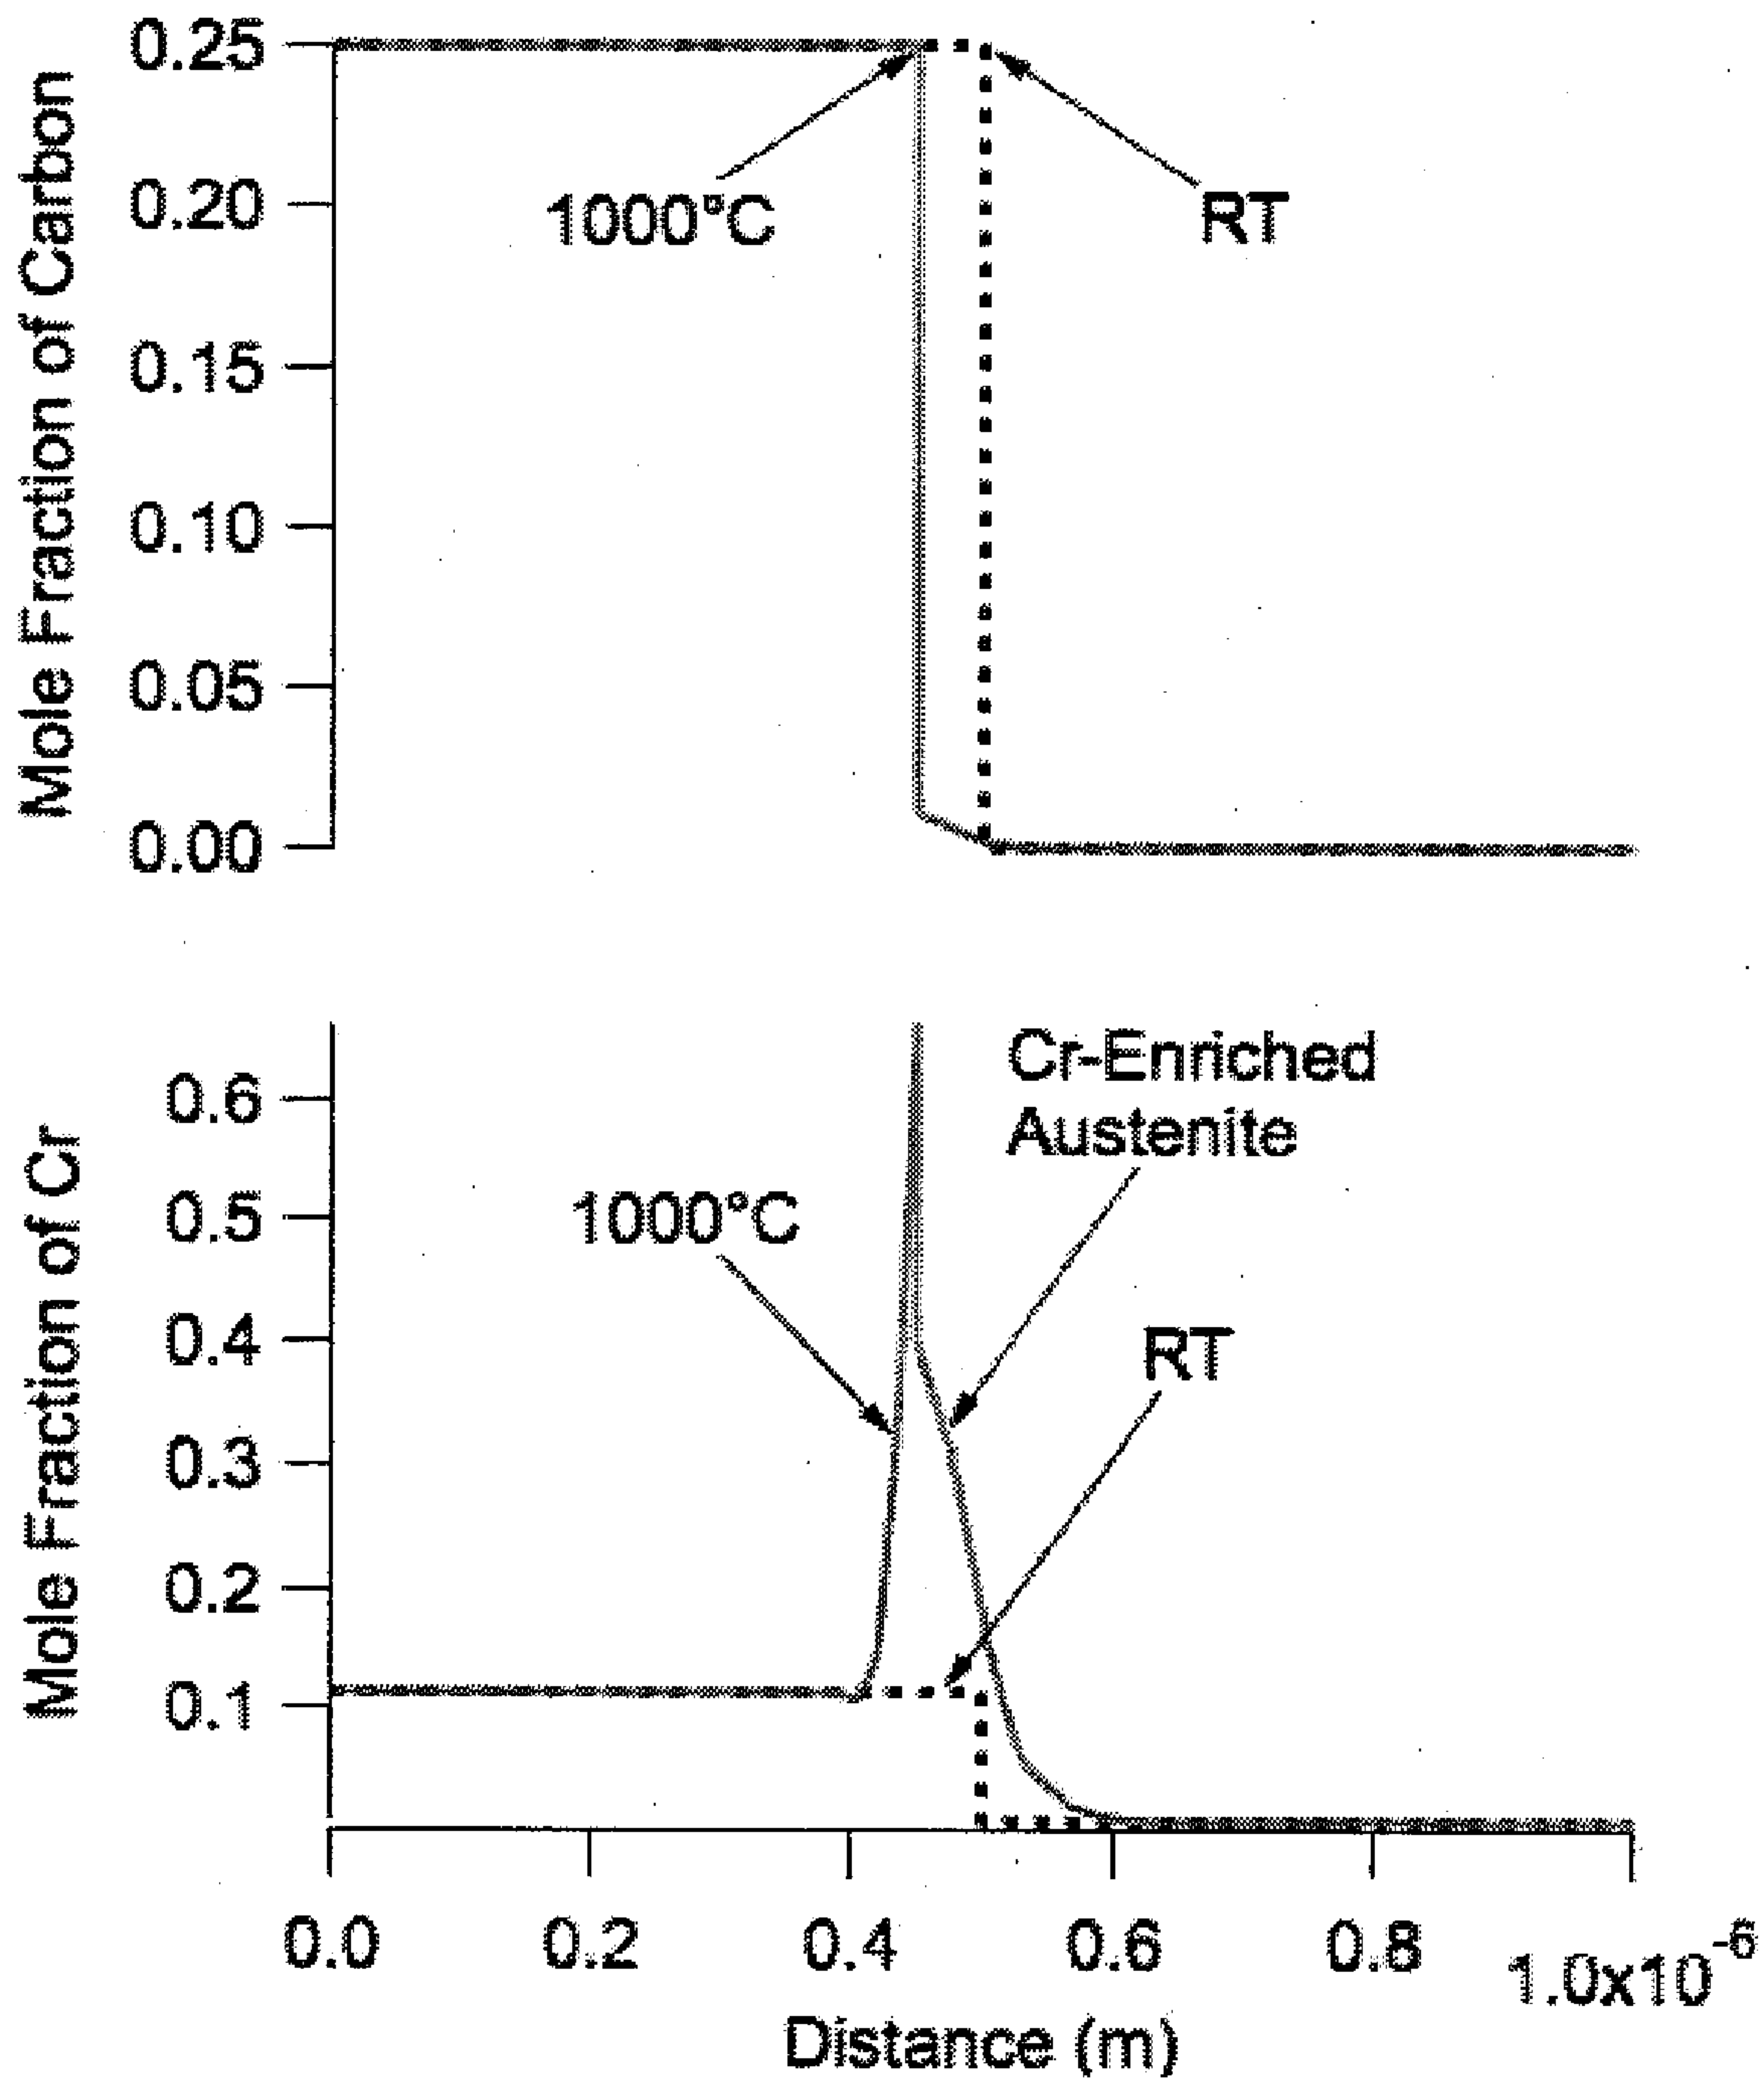 Mole Fraction of Carbon
0.25
0.20
0.15
0.10
0.05
0.00
1000°C
RT
Mole Fraction of Cr
0.6
0.5
0.4
0.3
0.2
0.1
Cr-Enriched
Austenite
1000°C
RT
0.0
0.2
0.4
0.6
0.8
1.0x10-6
Distance (m)